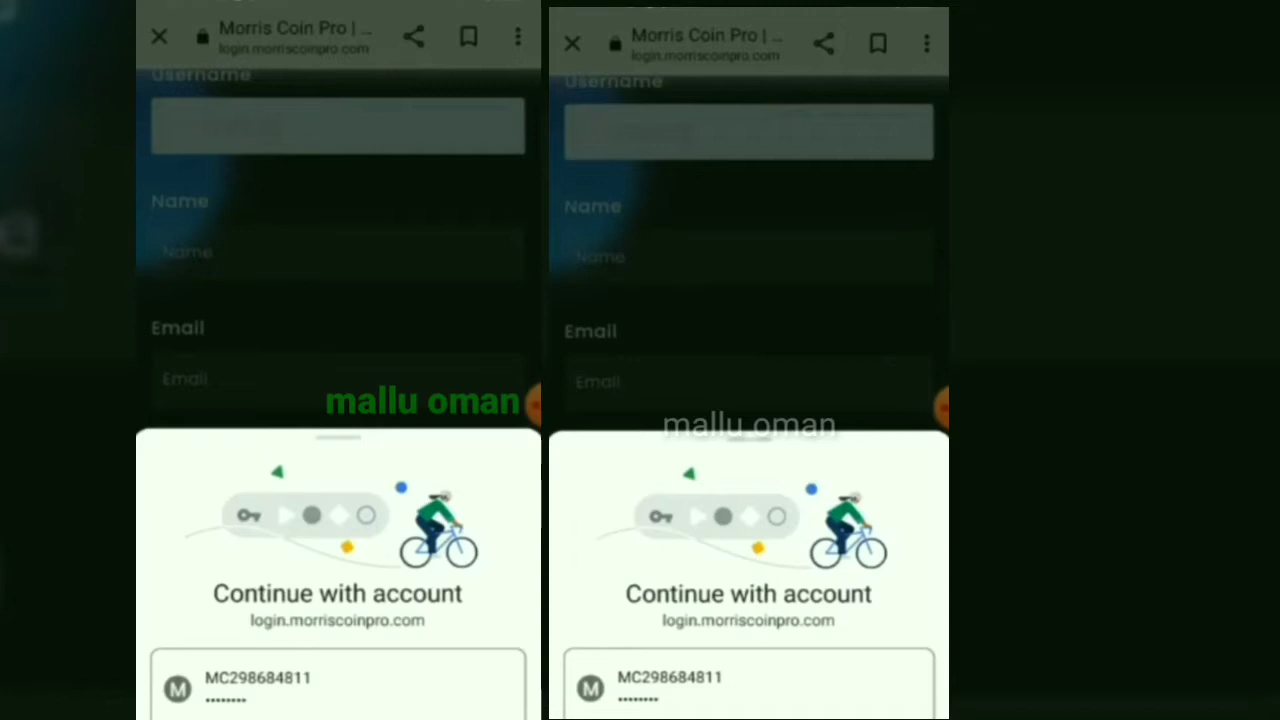 Morris Coin Pro | ...
login.morriscoinpro.com
Username
Name
Name
Email
Email
mallu oman
Continue with account
login.morriscoinpro.com
MC298684811
••••••••
Morris Coin Pro | ...
login.morriscoinpro.com
Username
Name
Name
Email
Email
mallu oman
Continue with account
login.morriscoinpro.com
MC298684811
••••••••